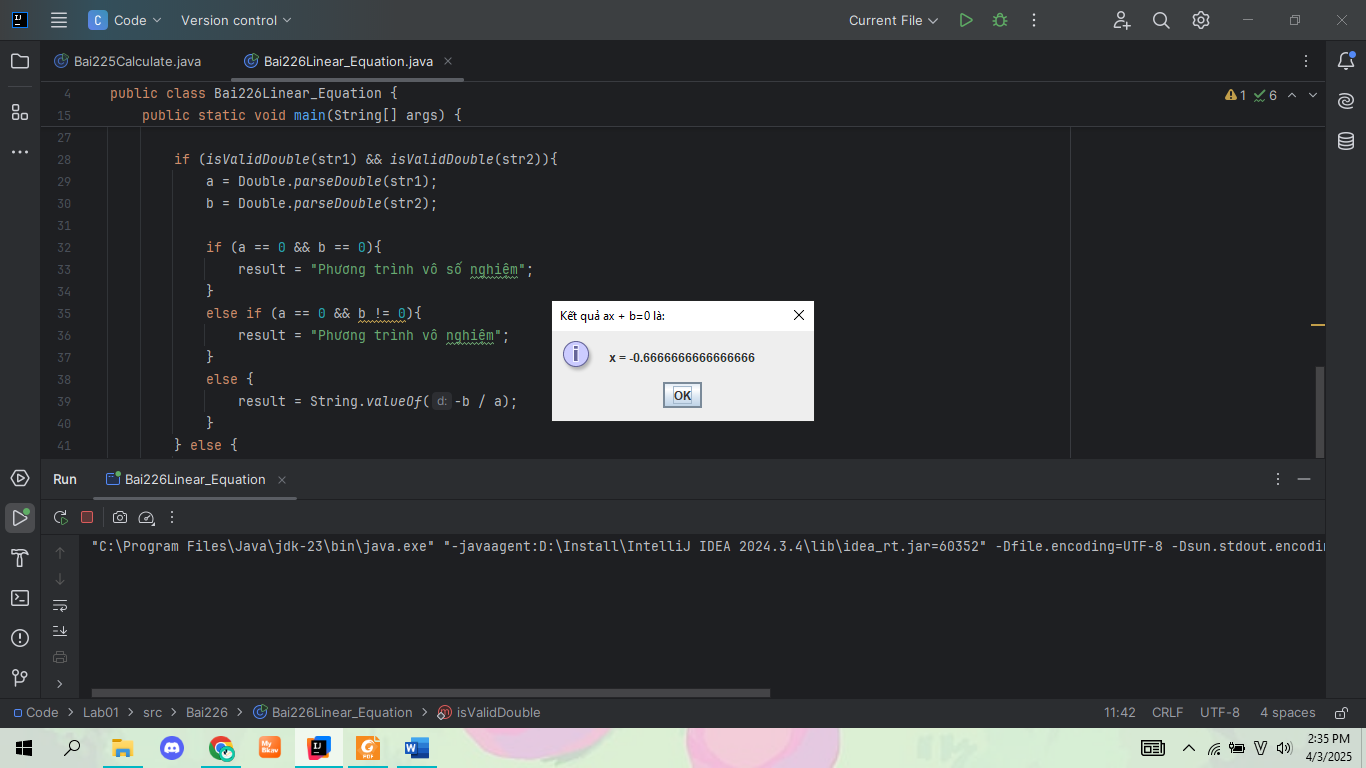 C Code Version control Current File
Bai225Calculate.java Bai226Linear_Equation.java
4 public class Bai226Linear_Equation { 1 6
15 public static void main(String[] args) {
27
28 if (isValidDouble(str1) && isValidDouble(str2)){
29 a = Double.parseDouble(str1);
30 b = Double.parseDouble(str2);
31
32 if (a == 0 && b == 0){
33 result = "Phương trình vô số nghiệm";
34 }
35 else if (a == 0 && b != 0){
36 result = "Phương trình vô nghiệm";
37 }
38 else {
39 result = String.valueOf( d: -b / a);
40 }
41 } else {
Kết quả ax + b=0 là:
x = -0.6666666666666666
OK
Run Bai226Linear_Equation
"C:\Program Files\Java\jdk-23\bin\java.exe" "-javaagent:D:\Install\IntelliJ IDEA 2024.3.4\lib\idea_rt.jar=60352" -Dfile.encoding=UTF-8 -Dsun.stdout.encodin
Code > Lab01 > src > Bai226 > Bai226Linear_Equation > isValidDouble 11:42 CRLF UTF-8 4 spaces
My Bkav
PDF
2:35 PM
4/3/2025